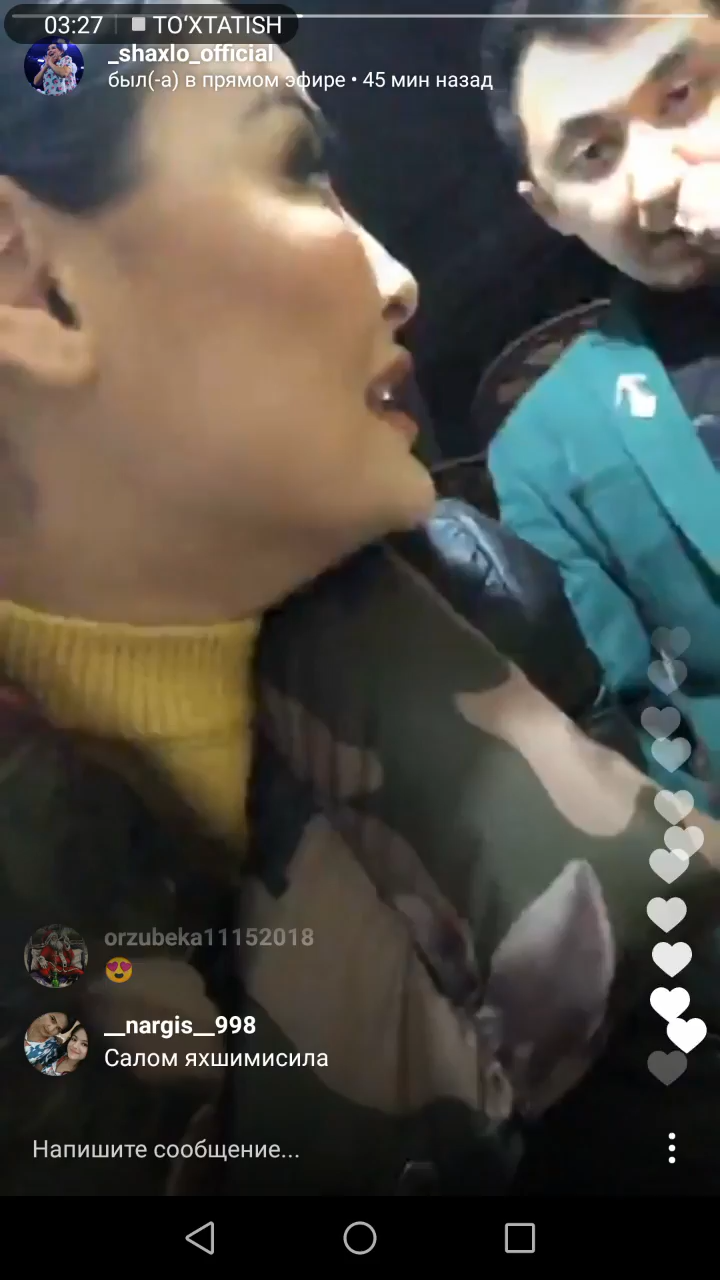 03:27 TO‘XTATISH
_shaxlo_official
был(-а) в прямом эфире • 45 мин назад
orzubeka11152018
😍
__nargis__998
Салом яхшимисила
Напишите сообщение...